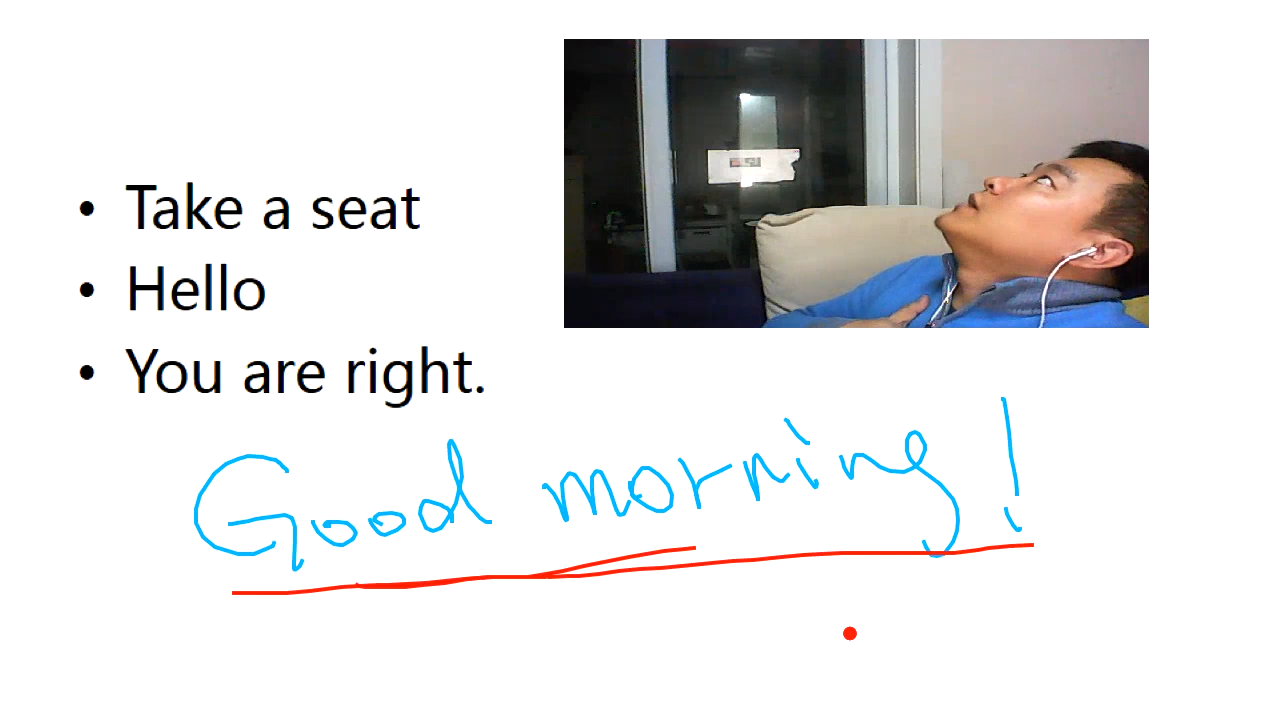 • Take a seat
• Hello
• You are right.
Good morning!